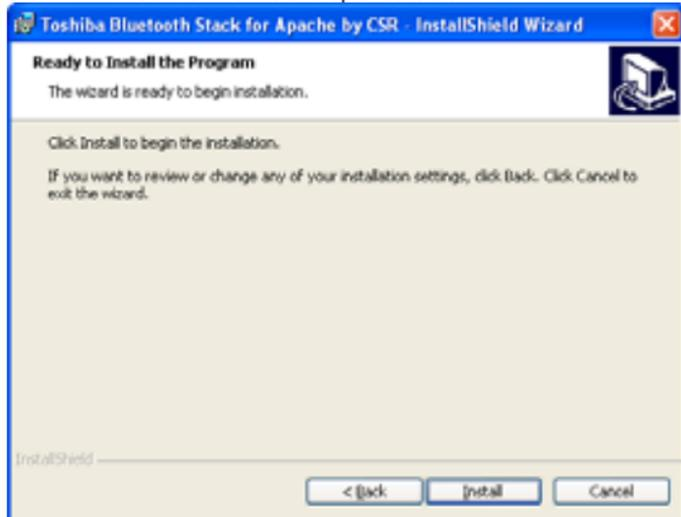 Toshiba Bluetooth Stack for Apache by CSR - InstallShield Wizard
Ready to Install the Program
The wizard is ready to begin installation.
Click Install to begin the installation.
If you want to review or change any of your installation settings, click Back. Click Cancel to
exit the wizard.
InstallShield
< Back
Install
Cancel